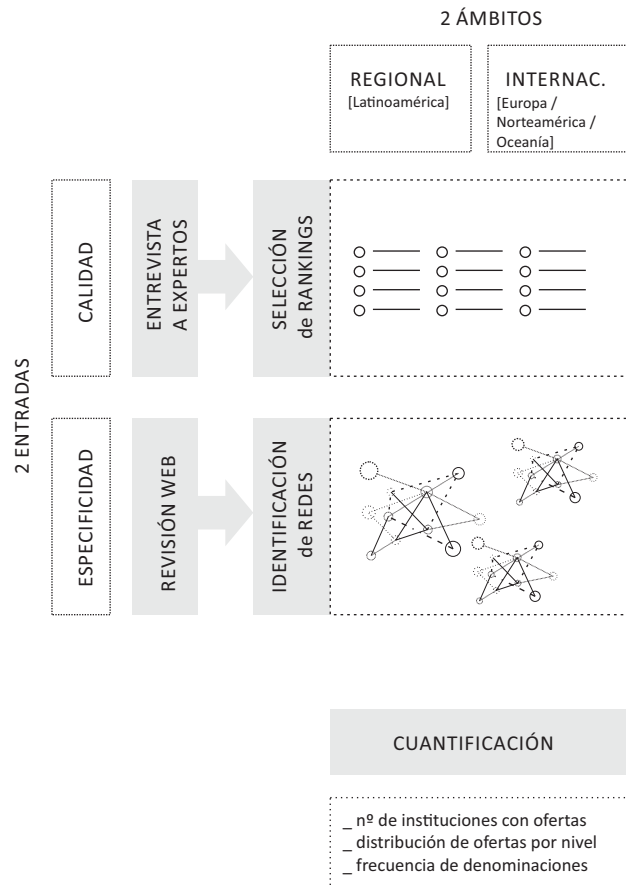 2 ÁMBITOS
REGIONAL
[Latinoamérica]
INTERNAC.
[Europa /
Norteamérica /
Oceanía]
2 ENTRADAS
CALIDAD
ENTREVISTA
A EXPERTOS
SELECCIÓN
de RANKINGS
ESPECIFICIDAD
REVISIÓN WEB
IDENTIFICACIÓN
de REDES
CUANTIFICACIÓN
_ nº de instituciones con ofertas
_ distribución de ofertas por nivel
_ frecuencia de denominaciones